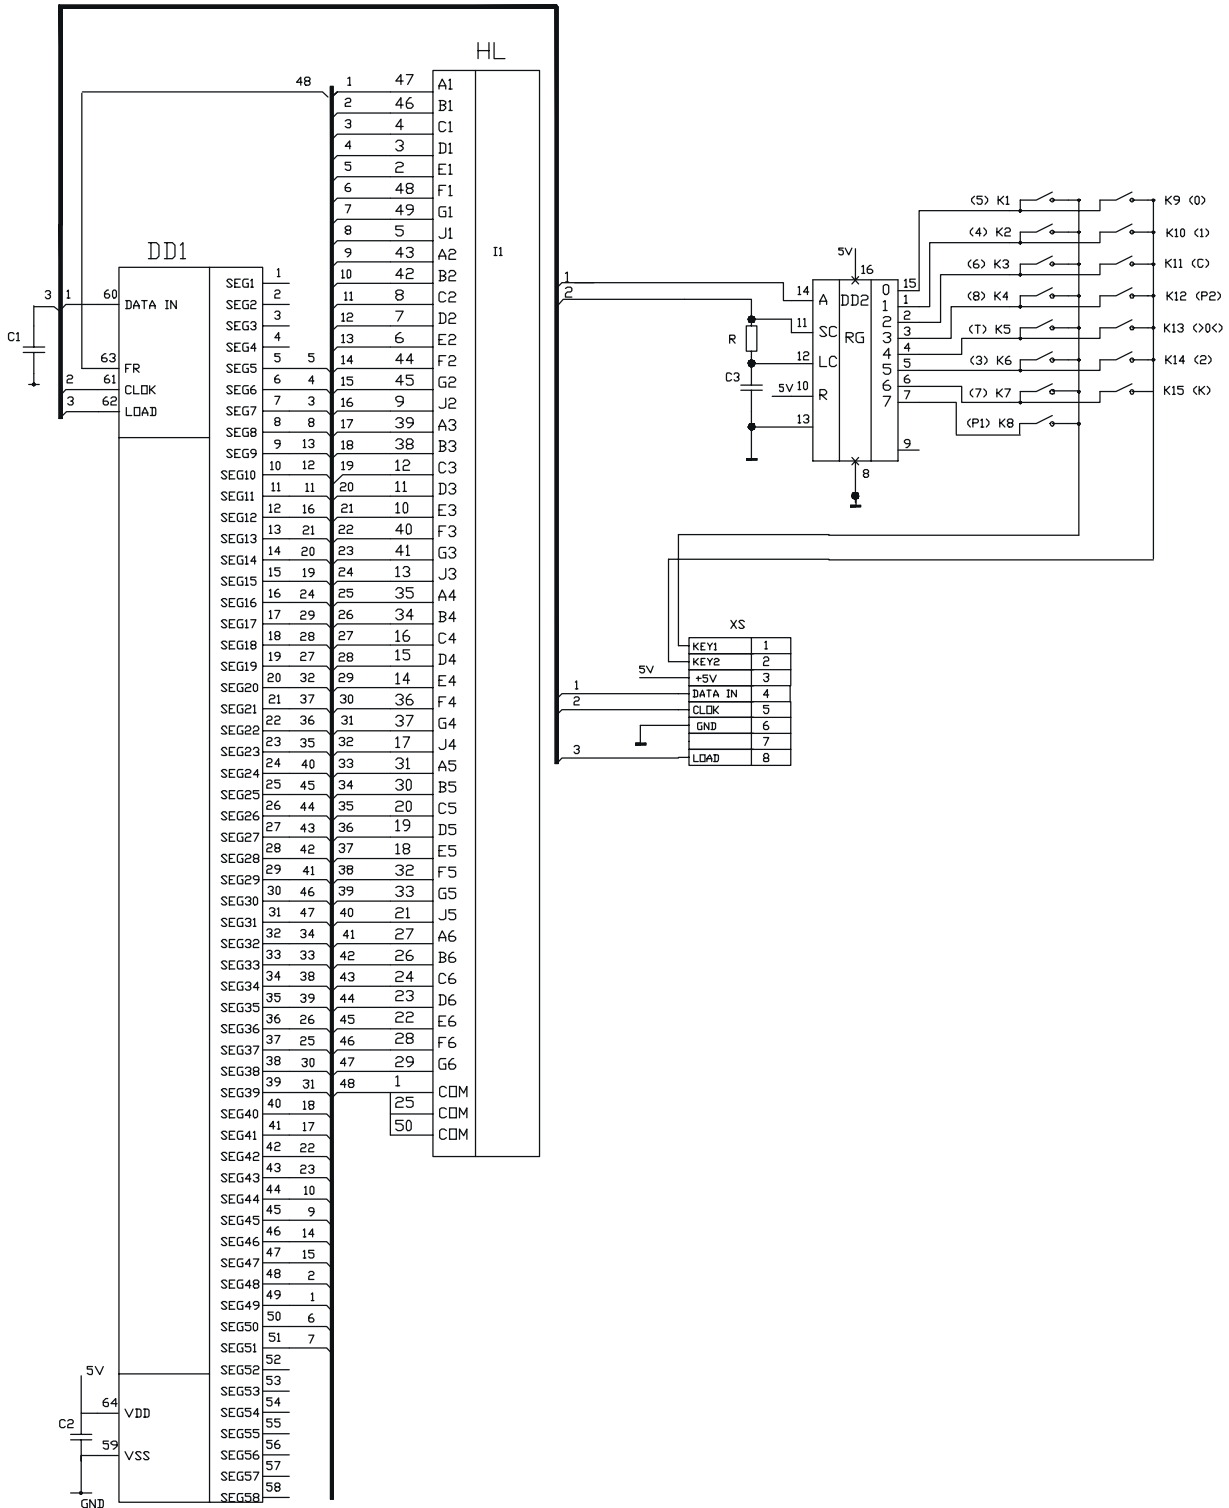 HL
48 1 47 A1
2 46 B1
3 4 C1
4 3 D1
5 2 E1
6 48 F1
7 49 G1
8 5 J1
9 43 A2
10 42 B2
11 8 C2
12 7 D2
13 6 E2
14 44 F2
15 45 G2
16 9 J2
17 39 A3
18 38 B3
19 12 C3
20 11 D3
21 10 E3
22 40 F3
23 41 G3
24 13 J3
25 35 A4
26 34 B4
27 16 C4
28 15 D4
29 14 E4
30 36 F4
31 37 G4
32 17 J4
33 31 A5
34 30 B5
35 20 C5
36 19 D5
37 18 E5
38 32 F5
39 33 G5
40 21 J5
41 27 A6
42 26 B6
43 24 C6
44 23 D6
45 22 E6
46 28 F6
47 29 G6
48 1 COM
25 COM
50 COM
I1
DD1
C1
3 1 60 DATA IN
63 FR
2 61 CLOK
3 62 LOAD
SEG1 1
SEG2 2
SEG3 3
SEG4 4
SEG5 5 5
SEG6 6 4
SEG7 7 3
SEG8 8 8
SEG9 9 13
SEG10 10 12
SEG11 11 11
SEG12 12 16
SEG13 13 21
SEG14 14 20
SEG15 15 19
SEG16 16 24
SEG17 17 29
SEG18 18 28
SEG19 19 27
SEG20 20 32
SEG21 21 37
SEG22 22 36
SEG23 23 35
SEG24 24 40
SEG25 25 45
SEG26 26 44
SEG27 27 43
SEG28 28 42
SEG29 29 41
SEG30 30 46
SEG31 31 47
SEG32 32 34
SEG33 33 33
SEG34 34 38
SEG35 35 39
SEG36 36 26
SEG37 37 25
SEG38 38 30
SEG39 39 31
SEG40 40 18
SEG41 41 17
SEG42 42 22
SEG43 43 23
SEG44 44 10
SEG45 45 9
SEG46 46 14
SEG47 47 15
SEG48 48 2
SEG49 49 1
SEG50 50 6
SEG51 51 7
SEG52 52
SEG53 53
SEG54 54
SEG55 55
SEG56 56
SEG57 57
SEG58 58
5V
64 VDD
C2
59 VSS
GND
1
2
5V 16
14 A DD2 0 15
11 SC 1 1
RG 2 2
R 3 3
12 LC 4 4
C3 5 5
5V 10 R 6 6
7 7
13 9
8
(5) K1 K9 (0)
(4) K2 K10 (1)
(6) K3 K11 (C)
(8) K4 K12 (P2)
(T) K5 K13 (>0<)
(3) K6 K14 (2)
(7) K7 K15 (K)
(P1) K8
XS
KEY1 1
KEY2 2
5V +5V 3
1 DATA IN 4
2 CLOK 5
GND 6
7
3 LOAD 8